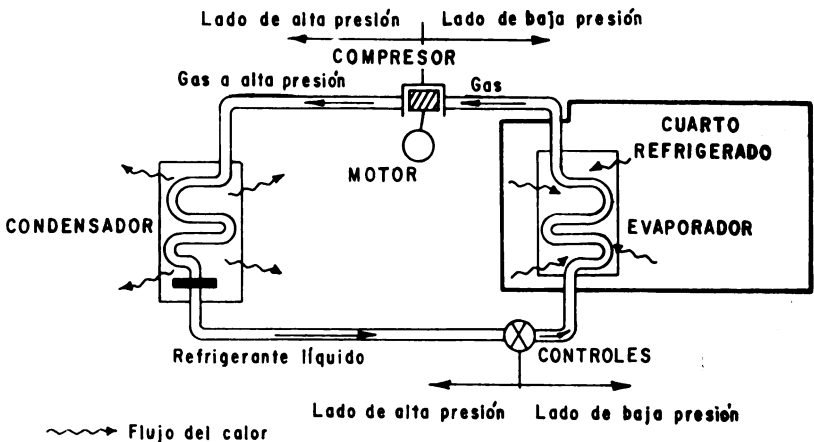 Lado de alta presión
Lado de baja presión
COMPRESOR
Gas a alta presión
Gas
CUARTO
REFRIGERADO
MOTOR
CONDENSADOR
EVAPORADOR
Refrigerante líquido
CONTROLES
Lado de alta presión
Lado de baja presión
Flujo del calor